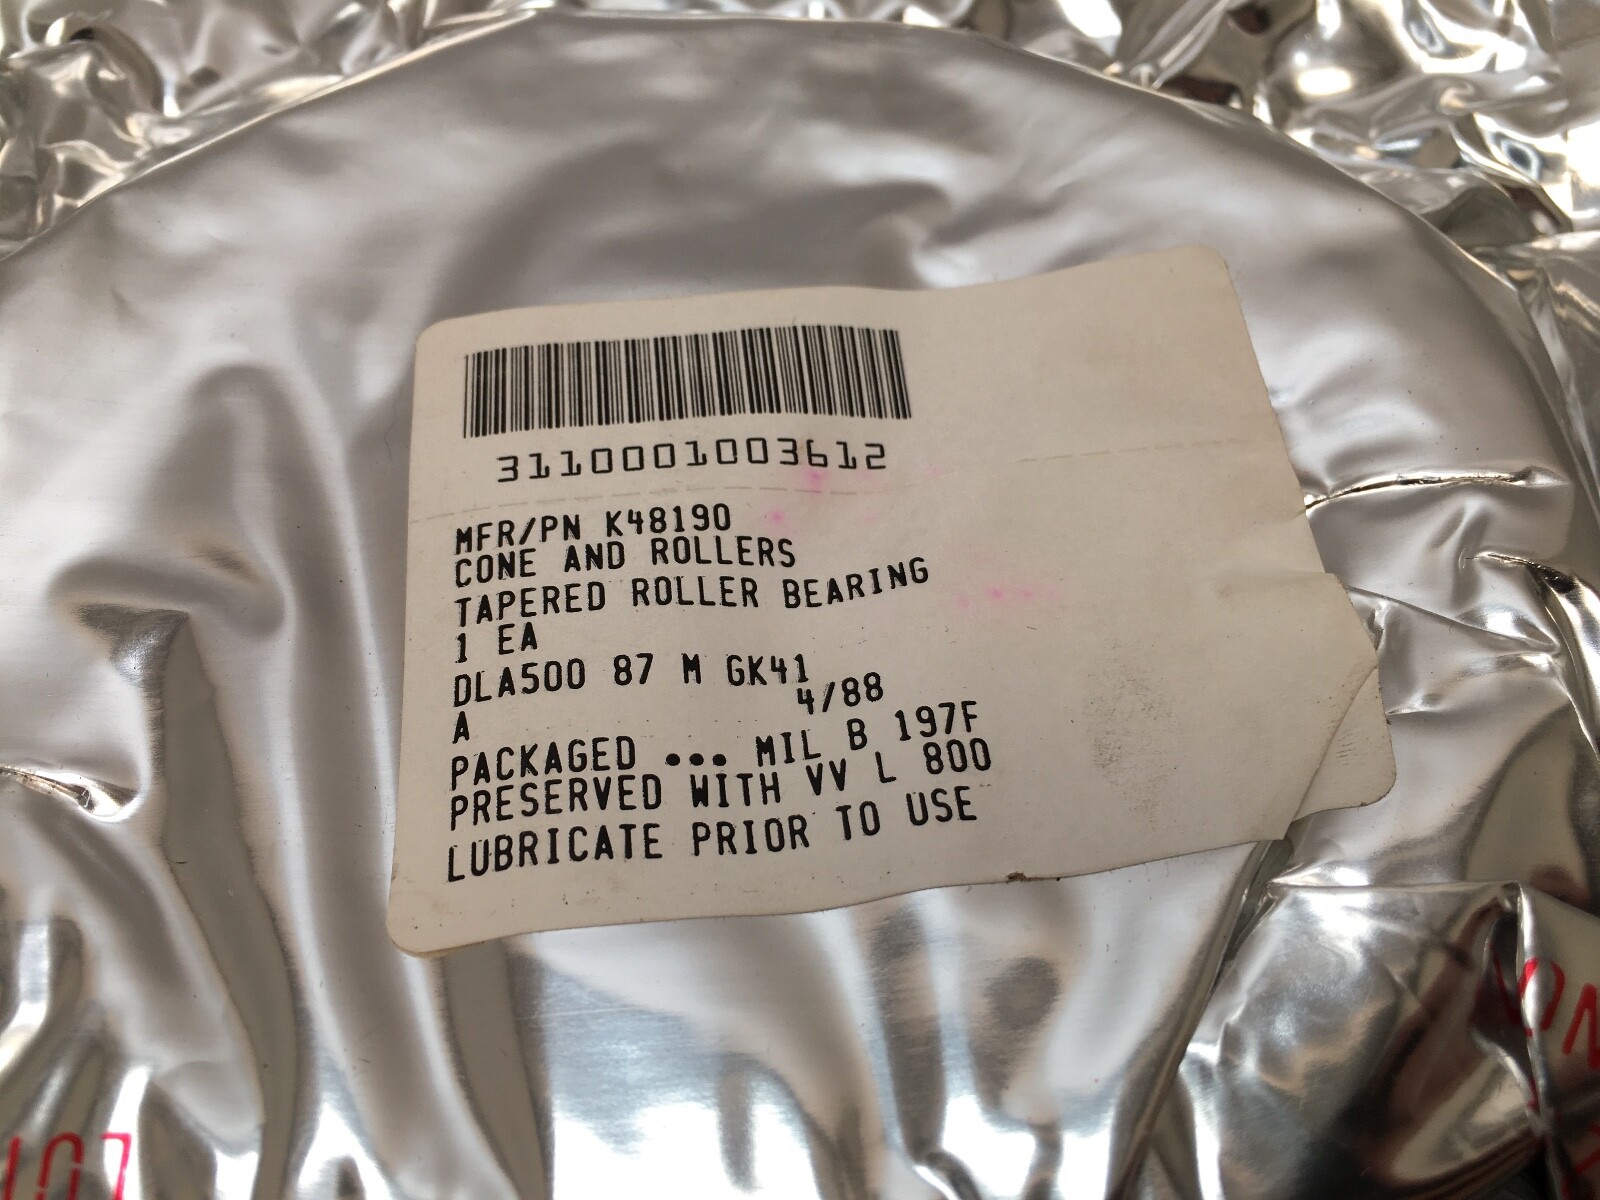 3110001003612
MFR/PN K48190
CONE AND ROLLERS
TAPERED ROLLER BEARING
1 EA
DLA500 87 M GK41
A 4/88
PACKAGED ... MIL B 197F
PRESERVED WITH VV L 800
LUBRICATE PRIOR TO USE